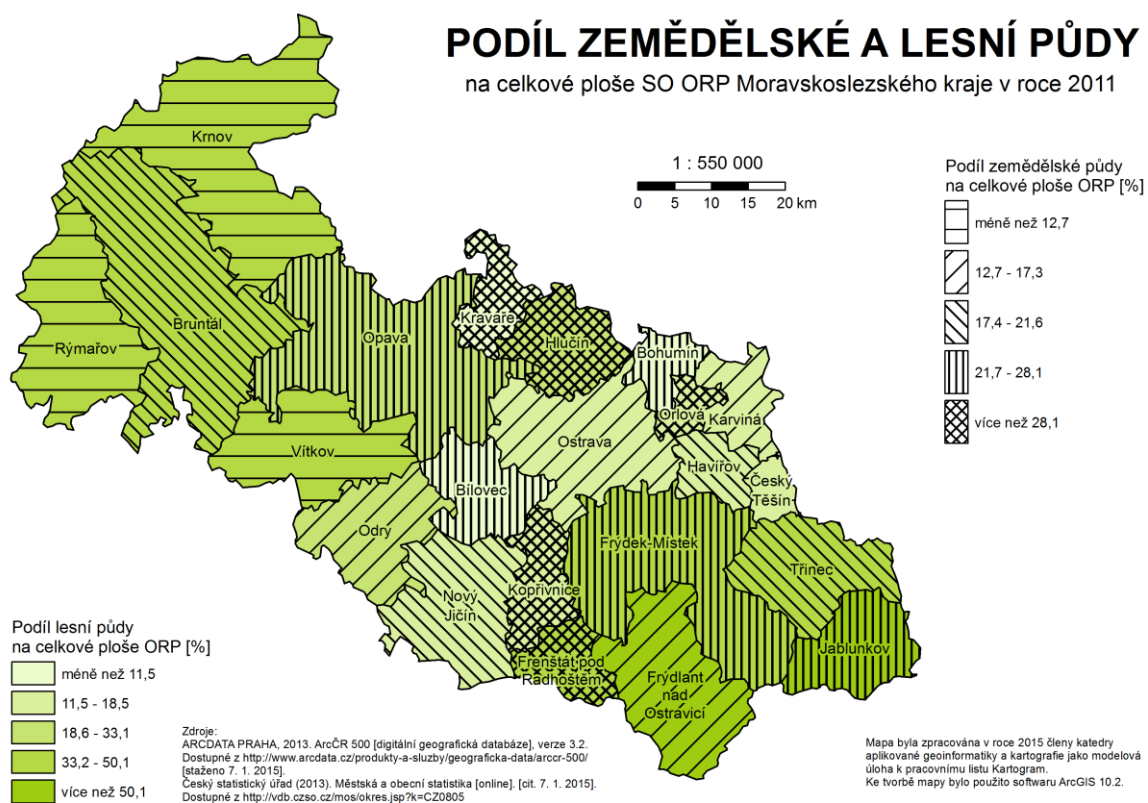 PODÍL ZEMĚDĚLSKÉ A LESNÍ PŮDY
na celkové ploše SO ORP Moravskoslezského kraje v roce 2011
1 : 550 000
0 5 10 15 20 km
Podíl zemědělské půdy
na celkové ploše ORP [%]
méně než 12,7
12,7 - 17,3
17,4 - 21,6
21,7 - 28,1
více než 28,1
Krnov
Bruntál
Rýmařov
Opava
Kravaře
Hlučín
Bohumín
Orlová
Karviná
Vítkov
Ostrava
Havířov
Český
Těšín
Bílovec
Odry
Frýdek-Místek
Třinec
Nový
Jičín
Kopřivnice
Jablunkov
Frenštát pod
Radhoštěm
Frýdlant
nad
Ostravicí
Podíl lesní půdy
na celkové ploše ORP [%]
méně než 11,5
11,5 - 18,5
18,6 - 33,1
33,2 - 50,1
více než 50,1
Zdroje:
ARCDATA PRAHA, 2013. ArcČR 500 [digitální geografická databáze], verze 3.2.
Dostupné z http://www.arcdata.cz/produkty-a-sluzby/geograficka-data/arccr-500/
[staženo 7. 1. 2015].
Český statistický úřad (2013). Městská a obecní statistika [online]. [cit. 7. 1. 2015].
Dostupné z http://vdb.czso.cz/mos/okres.jsp?k=CZ0805
Mapa byla zpracována v roce 2015 členy katedry
aplikované geoinformatiky a kartografie jako modelová
úloha k pracovnímu listu Kartogram.
Ke tvorbě mapy bylo použito softwaru ArcGIS 10.2.